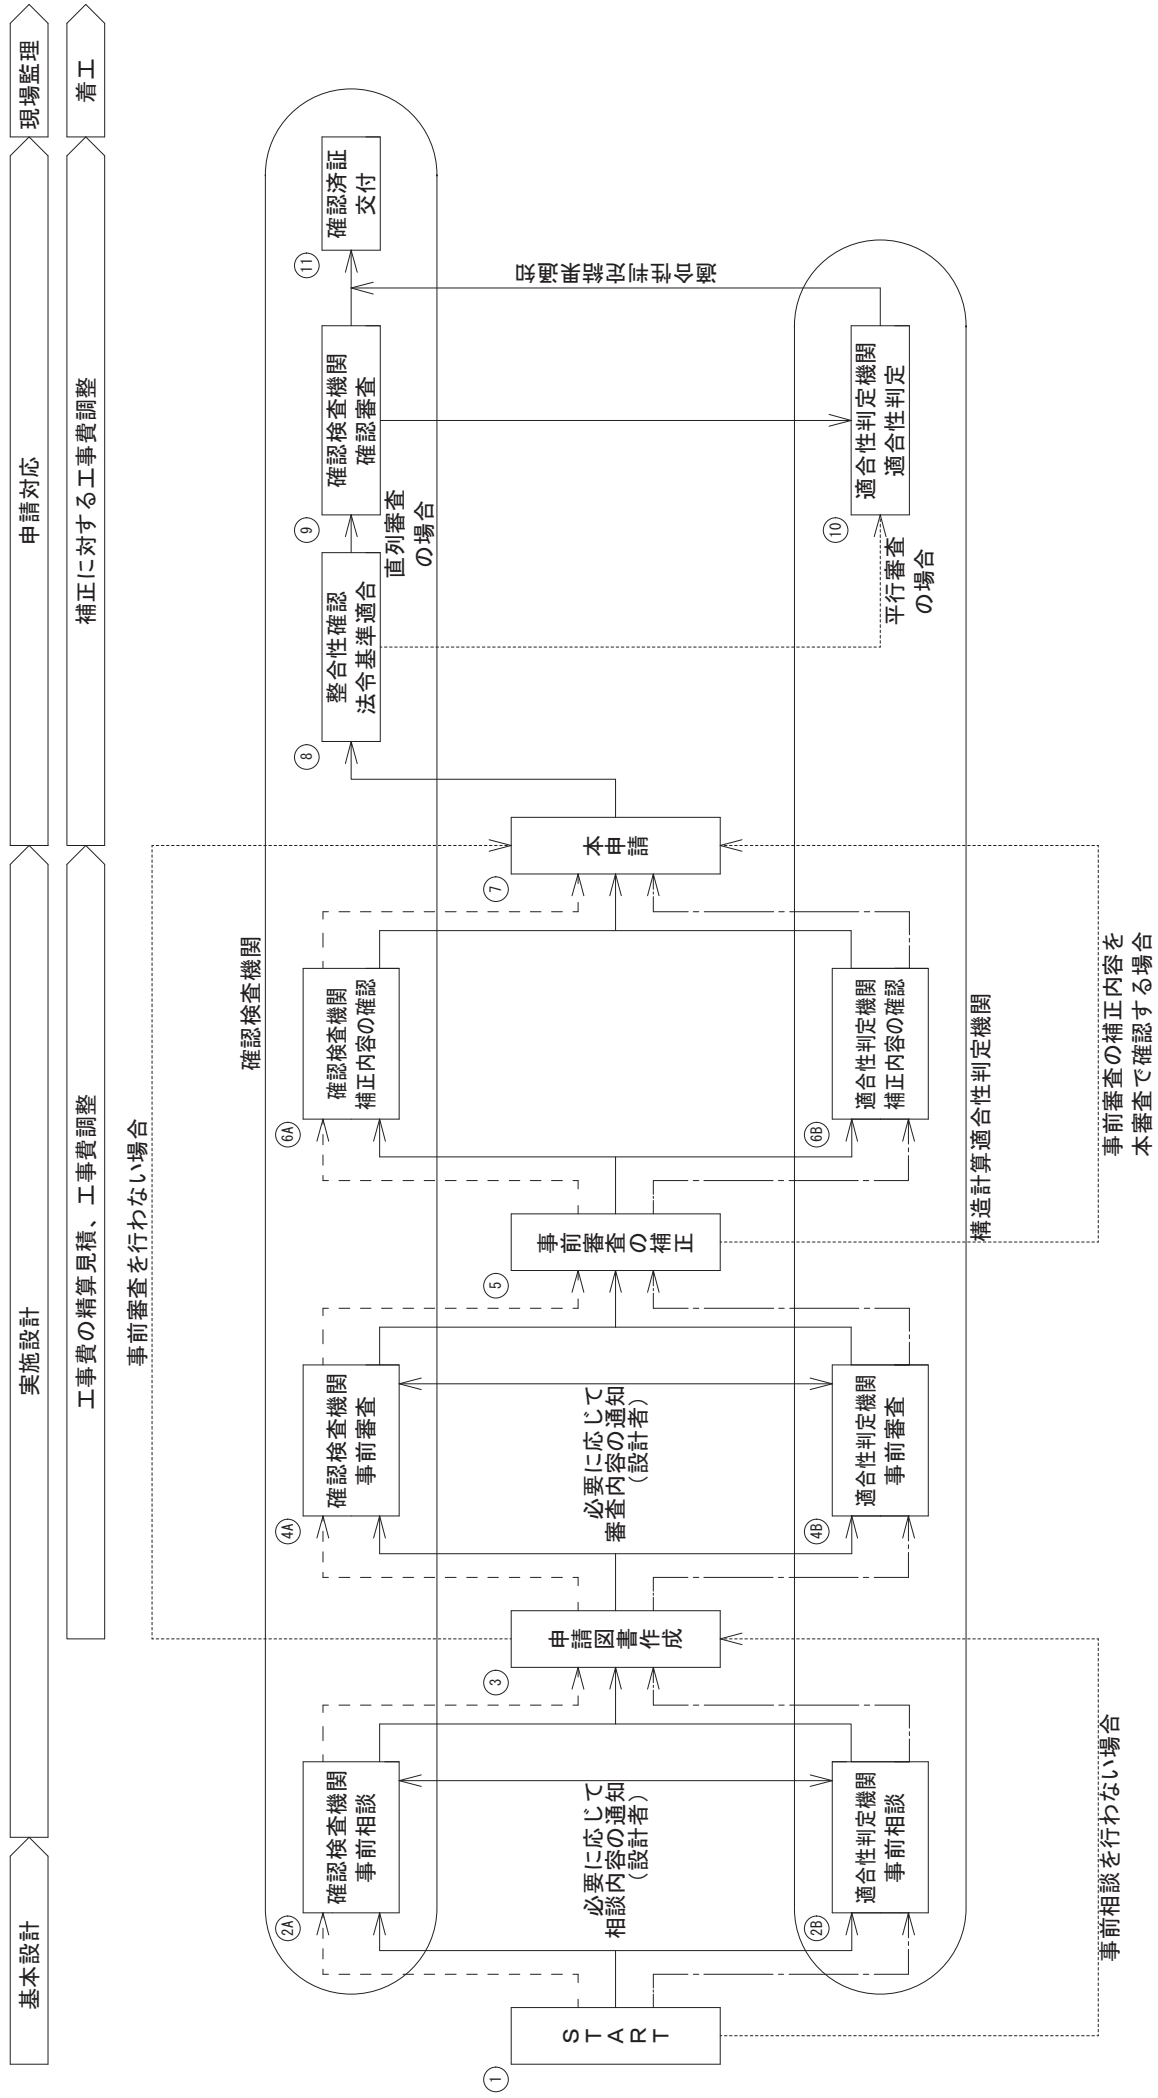 基本設計
実施設計
申請対応
現場監理
工事費の精算見積、工事費調整
補正に対する工事費調整
着工
事前審査を行わない場合
確認検査機関
①
START
2A
確認検査機関
事前相談
必要に応じて
相談内容の通知
（設計者）
2B
適合性判定機関
事前相談
事前相談を行わない場合
③
申請図書作成
4A
確認検査機関
事前審査
必要に応じて
審査内容の通知
（設計者）
4B
適合性判定機関
事前審査
⑤
事前審査の補正
6A
確認検査機関
補正内容の確認
6B
適合性判定機関
補正内容の確認
構造計算適合性判定機関
事前審査の補正内容を
本審査で確認する場合
⑦
本申請
⑧
整合性確認
法令基準適合
直列審査
の場合
⑨
確認検査機関
確認審査
平行審査
の場合
⑩
適合性判定機関
適合性判定
適合性判定結果通知
⑪
確認済証
交付